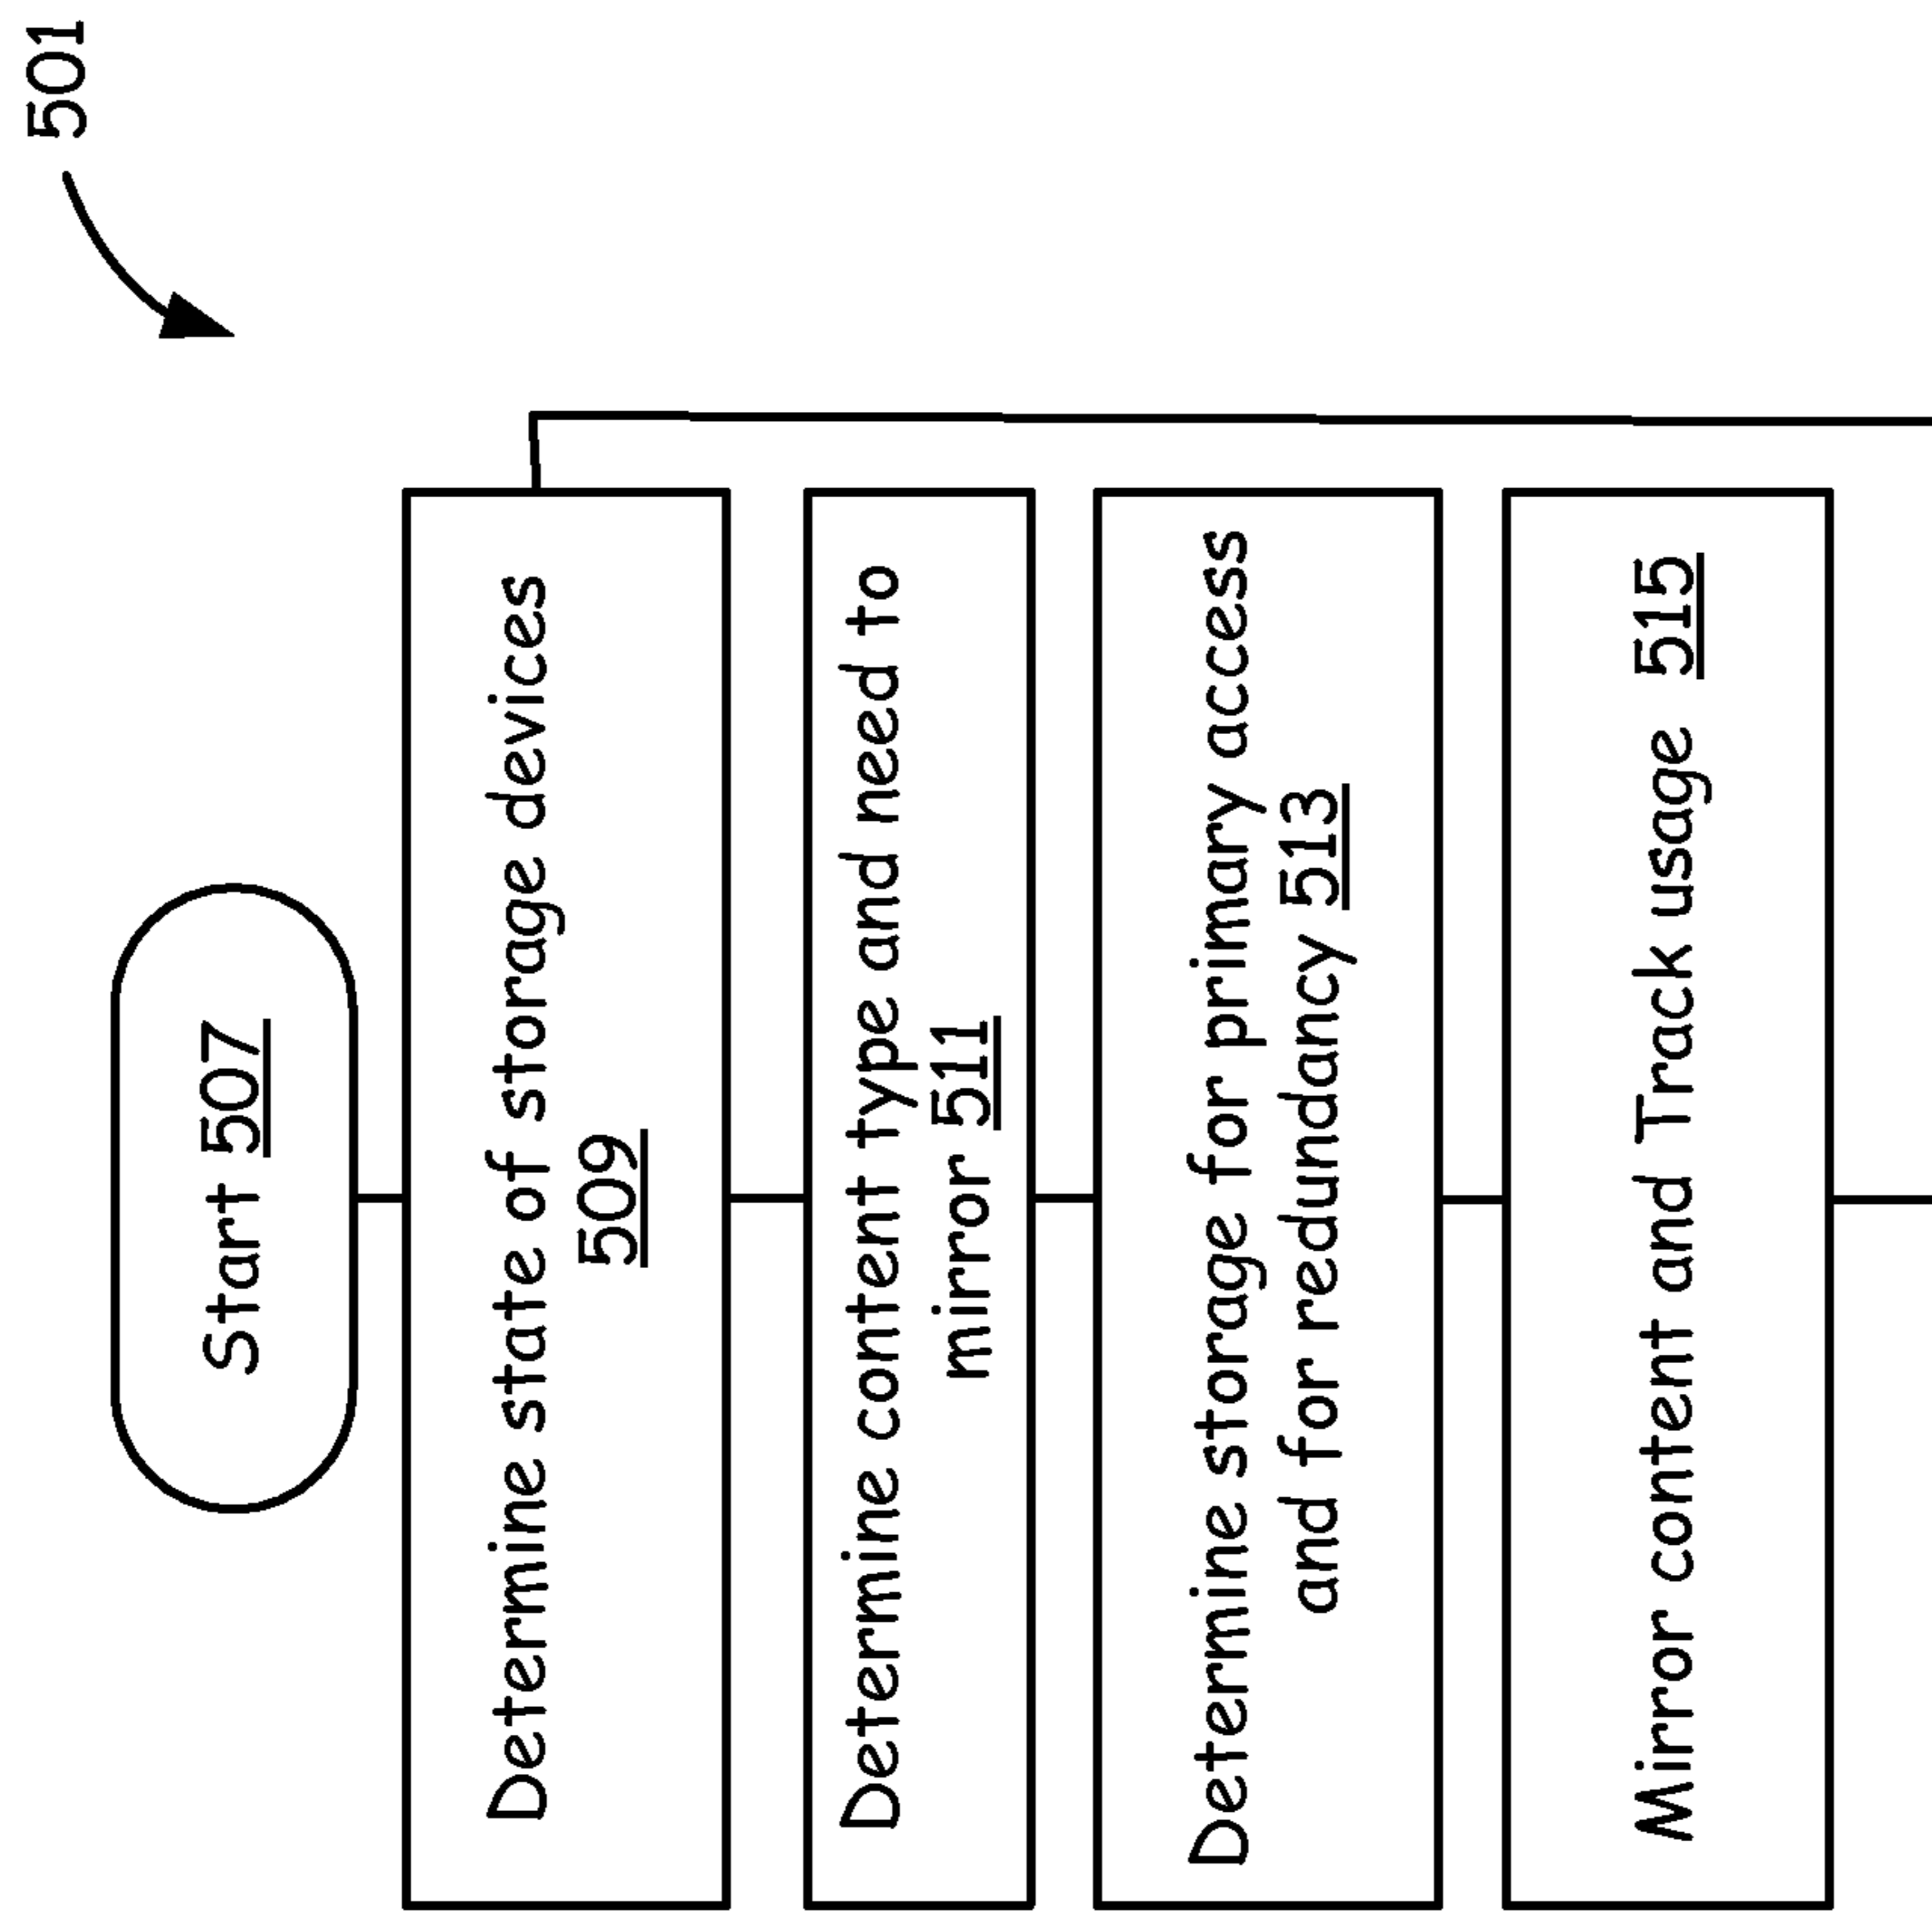 501
Start 507
Determine state of storage devices
509
Determine content type and need to
mirror 511
Determine storage for primary access
and for redundancy 513
Mirror content and Track usage 515